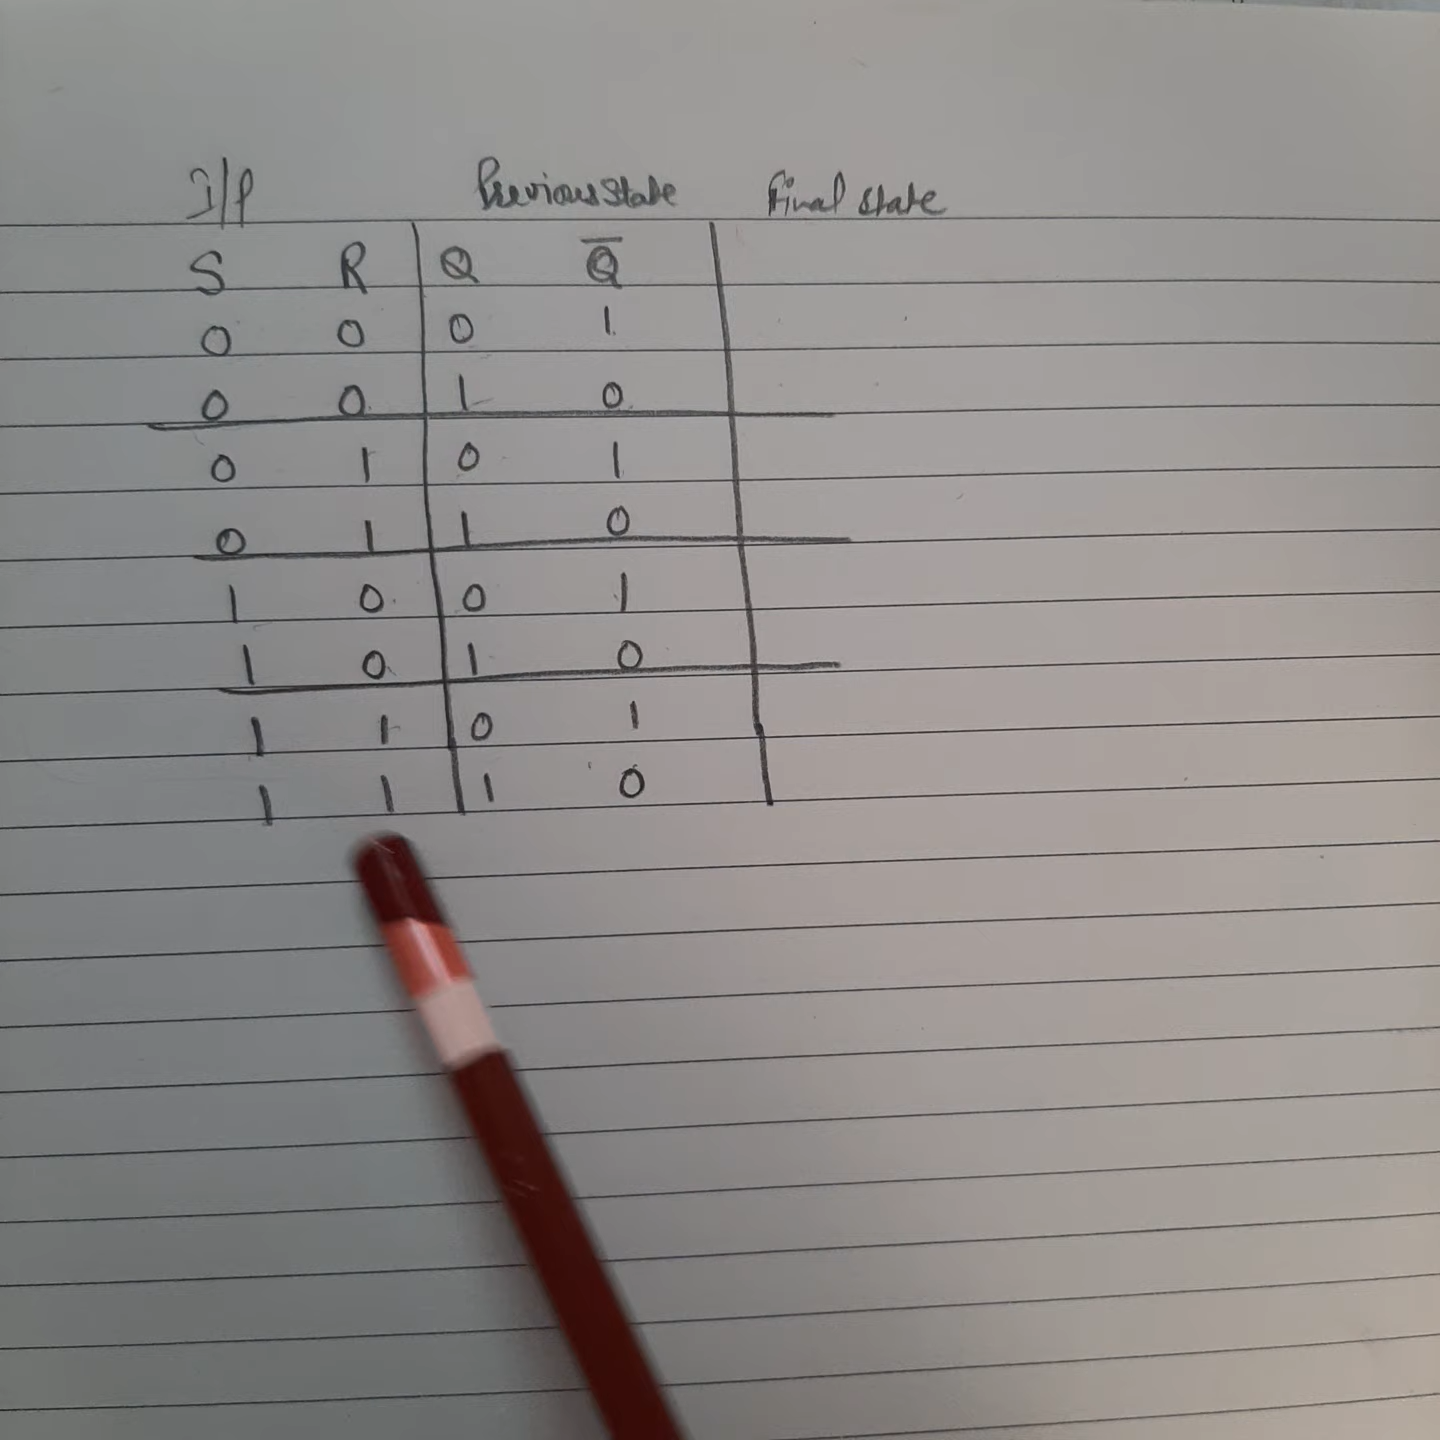 I/P Previous state Final state
S R Q Q̅
0 0 0 1
0 0 1 0
0 1 0 1
0 1 1 0
1 0 0 1
1 0 1 0
1 1 0 1
1 1 1 0